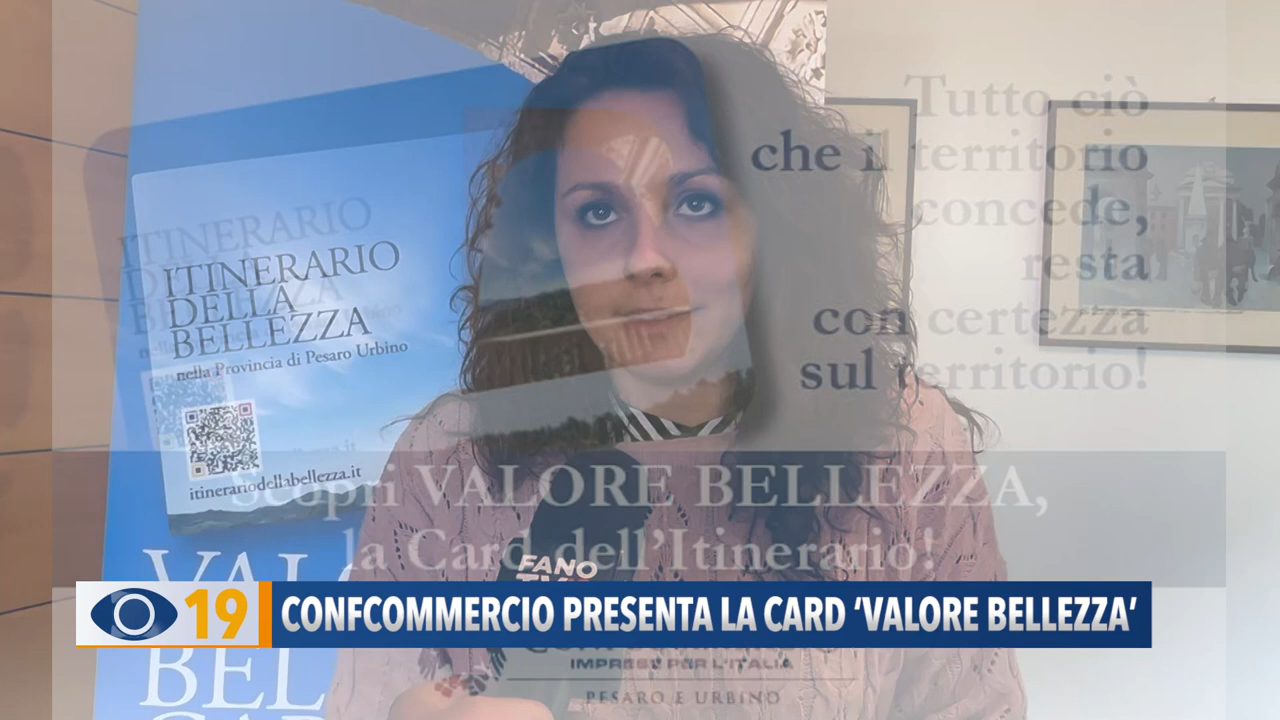 Tutto ciò
che il territorio
concede,
resta
con certezza
sul territorio!
ITINERARIO
DELLA
BELLEZZA
nella Provincia di Pesaro Urbino
itinerariodellabellezza.it
Scopri VALORE BELLEZZA,
la Card dell'Itinerario!
FANO
TV
19
CONFCOMMERCIO PRESENTA LA CARD ‘VALORE BELLEZZA’
IMPRESE PER L'ITALIA
PESARO E URBINO